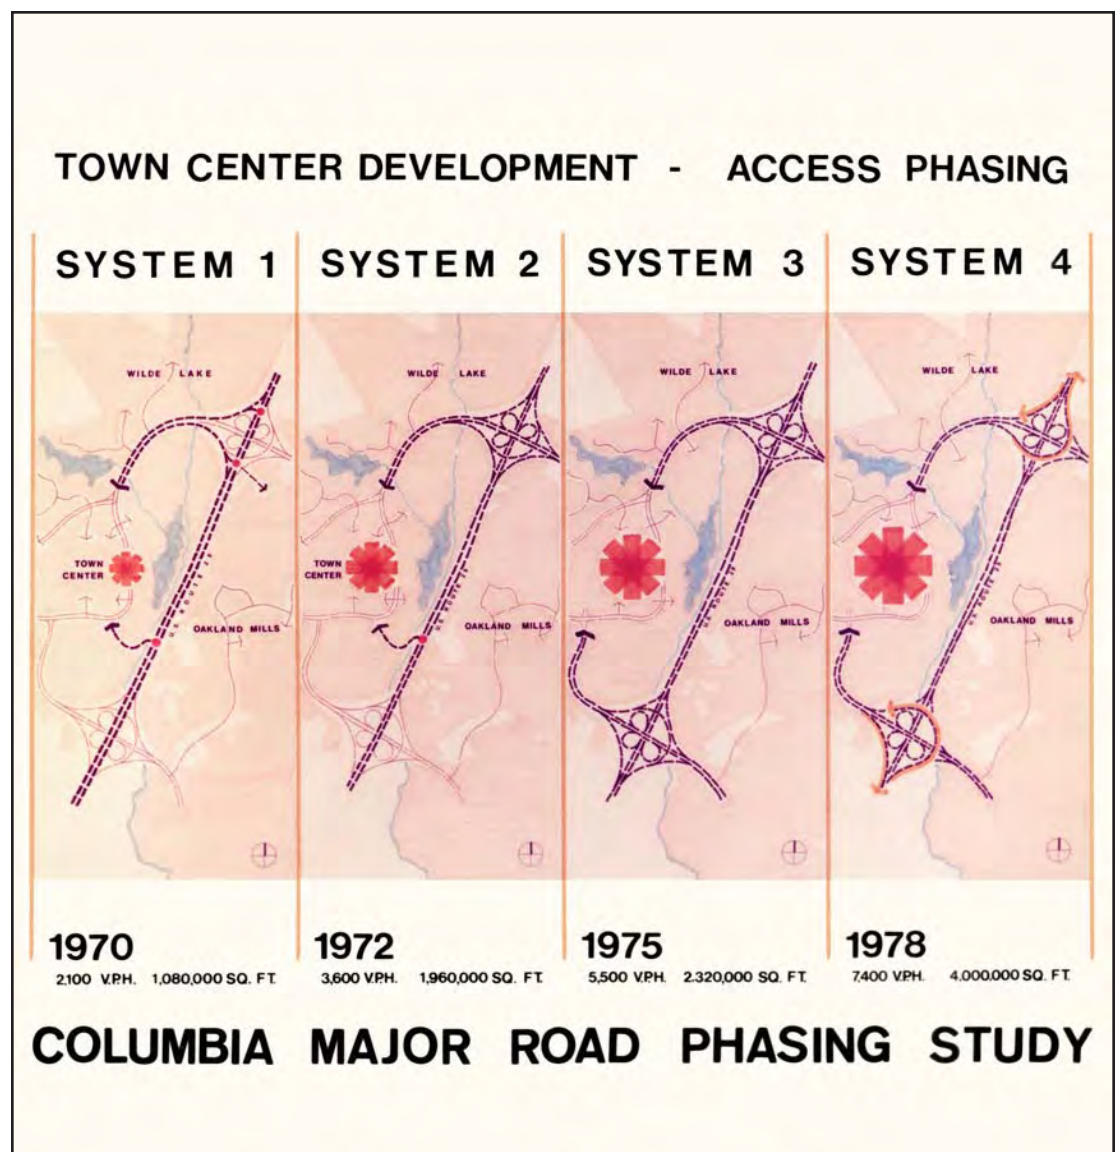 TOWN CENTER DEVELOPMENT - ACCESS PHASING
SYSTEM 1
WILDE LAKE
TOWN
CENTER
OAKLAND MILLS
1970
2,100 V.P.H. 1,080,000 SQ. FT.
SYSTEM 2
WILDE LAKE
TOWN
CENTER
OAKLAND MILLS
1972
3,600 V.P.H. 1,960,000 SQ. FT.
SYSTEM 3
WILDE LAKE
OAKLAND MILLS
1975
5,500 V.P.H. 2.320,000 SQ. FT.
SYSTEM 4
WILDE LAKE
OAKLAND MILLS
1978
7,400 V.P.H. 4.000.000 SQ. FT.
COLUMBIA MAJOR ROAD PHASING STUDY